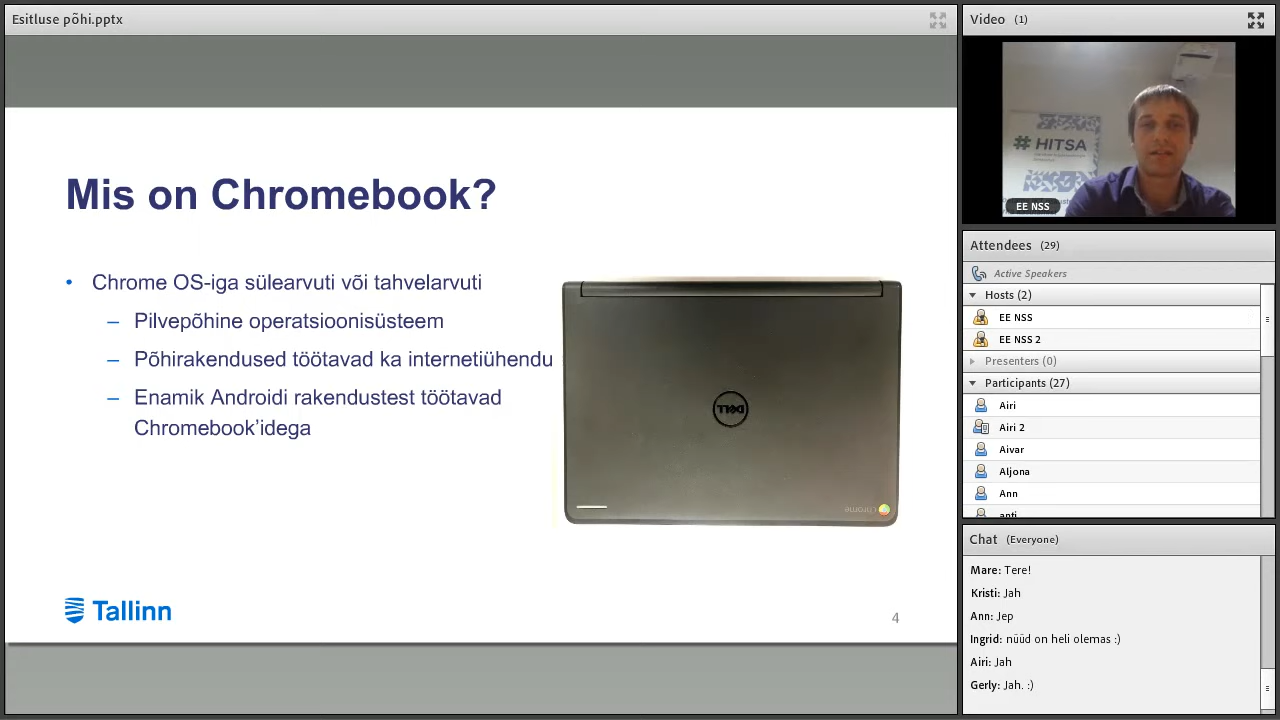 Esitluse põhi.pptx
Mis on Chromebook?
• Chrome OS-iga sülearvuti või tahvelarvuti
– Pilvepõhine operatsioonisüsteem
– Põhirakendused töötavad ka internetiühendu
– Enamik Androidi rakendustest töötavad
Chromebook’idega
DELL
chrome
Tallinn
4
Video (1)
# HITSA
EE NSS
Attendees (29)
Active Speakers
Hosts (2)
EE NSS
EE NSS 2
Presenters (0)
Participants (27)
Airi
Airi 2
Aivar
Aljona
Ann
anti
Chat (Everyone)
Mare: Tere!
Kristi: Jah
Ann: Jep
Ingrid: nüüd on heli olemas :)
Airi: Jah
Gerly: Jah. :)